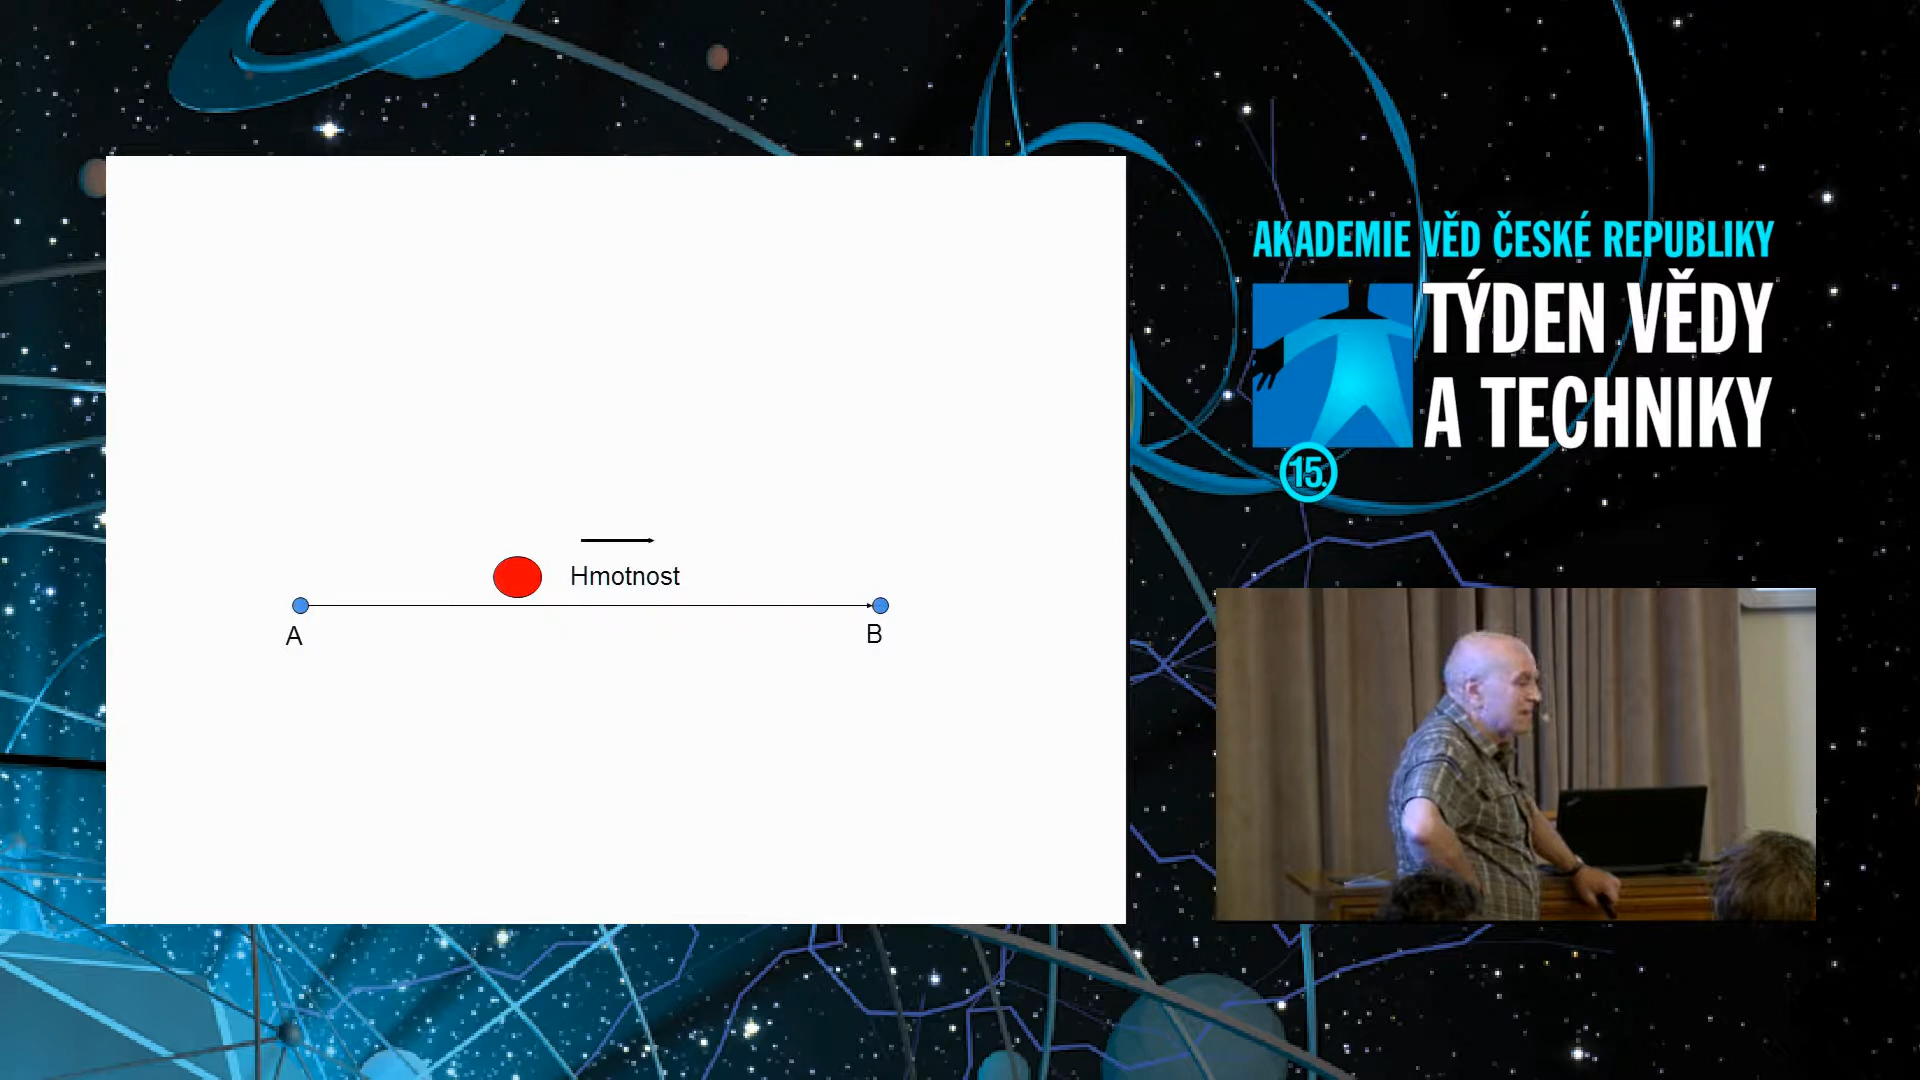 AKADEMIE VĚD ČESKÉ REPUBLIKY
TÝDEN VĚDY
A TECHNIKY
15.
Hmotnost
A
B